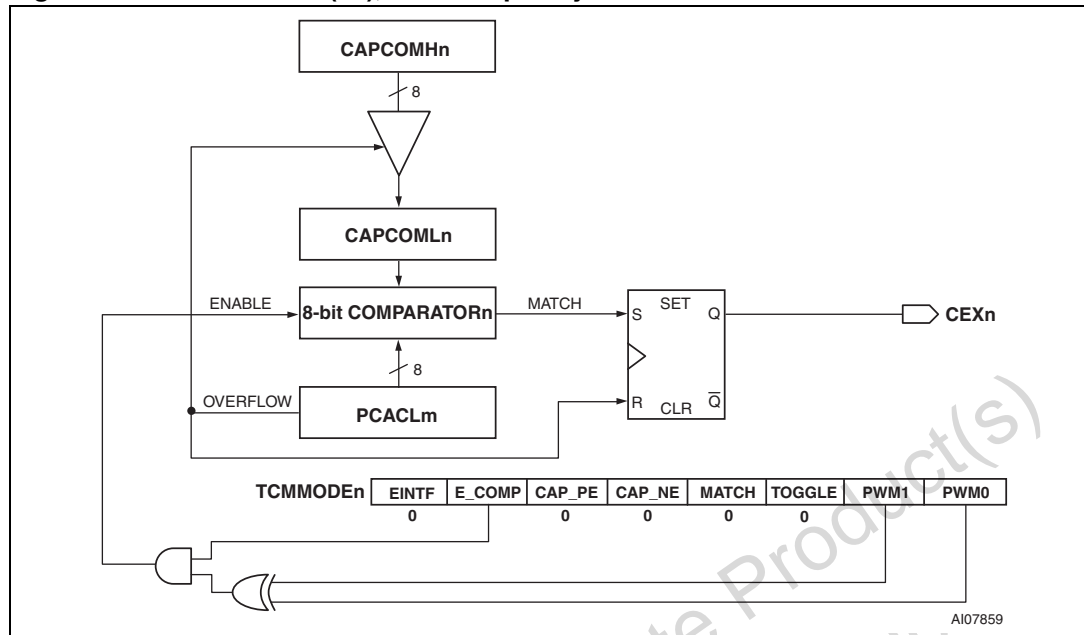 CAPCOMHn
8
CAPCOMLn
ENABLE
8-bit COMPARATORn
MATCH
S
SET
Q
CEXn
8
OVERFLOW
PCACLm
R
CLR
Q̅
TCMMODEn
EINTF E_COMP CAP_PE CAP_NE MATCH TOGGLE PWM1 PWM0
0 0 0 0 0
Product(s)
AI07859